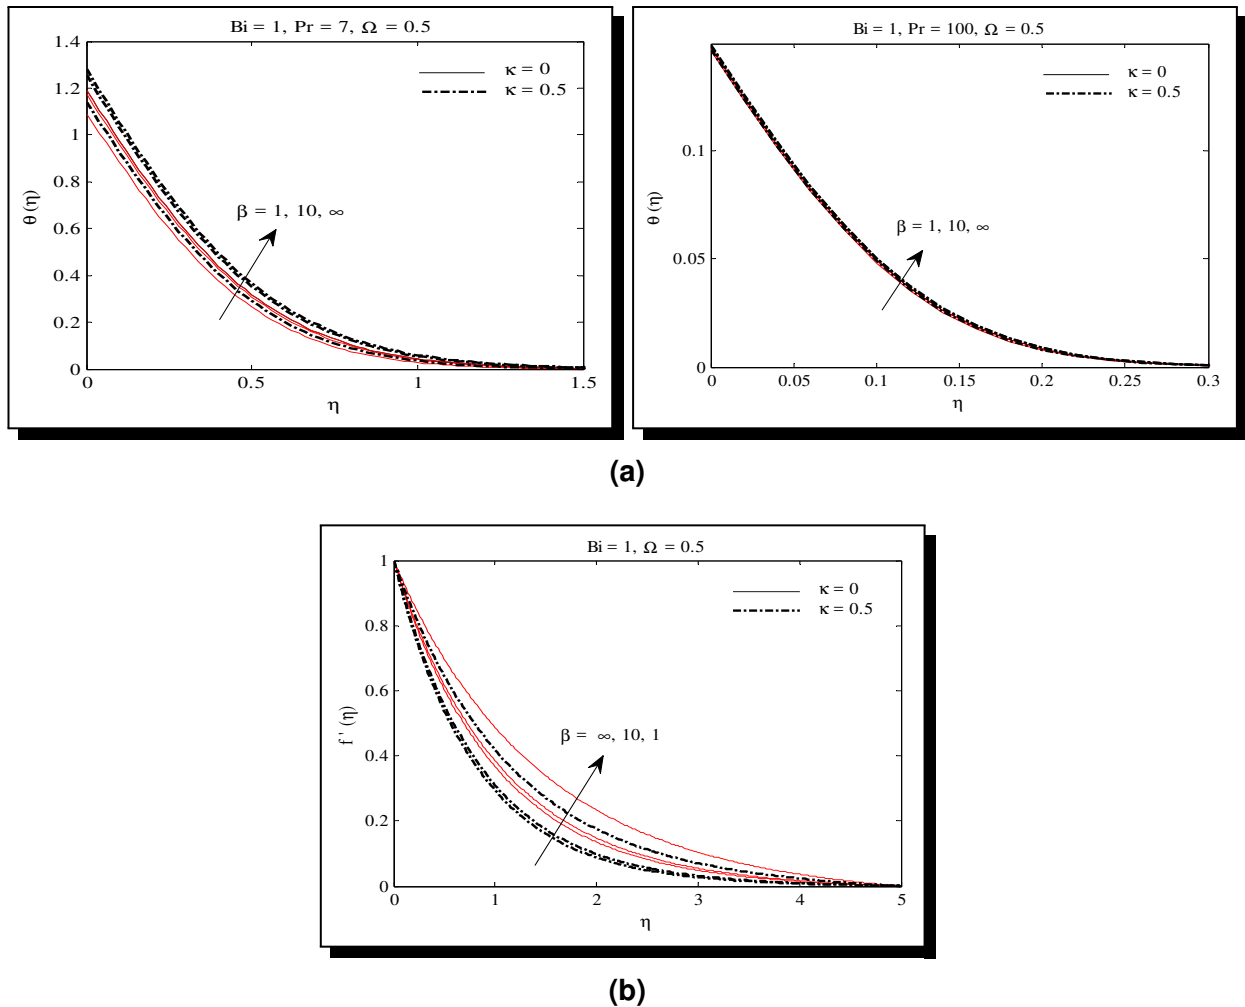 Bi = 1, Pr = 7, Ω = 0.5
1.4
1.2
1
0.8
0.6
0.4
0.2
0
θ (η)
κ = 0
κ = 0.5
β = 1, 10, ∞
0
0.5
1
1.5
η
Bi = 1, Pr = 100, Ω = 0.5
0.15
0.05
0
θ (η)
κ = 0
κ = 0.5
β = 1, 10, ∞
0
0.05
0.1
0.15
0.2
0.25
0.3
η
(a)
Bi = 1, Ω = 0.5
1
0.8
0.6
0.4
0.2
0
f ' (η)
κ = 0
κ = 0.5
β = ∞, 10, 1
0
1
2
3
4
5
η
(b)